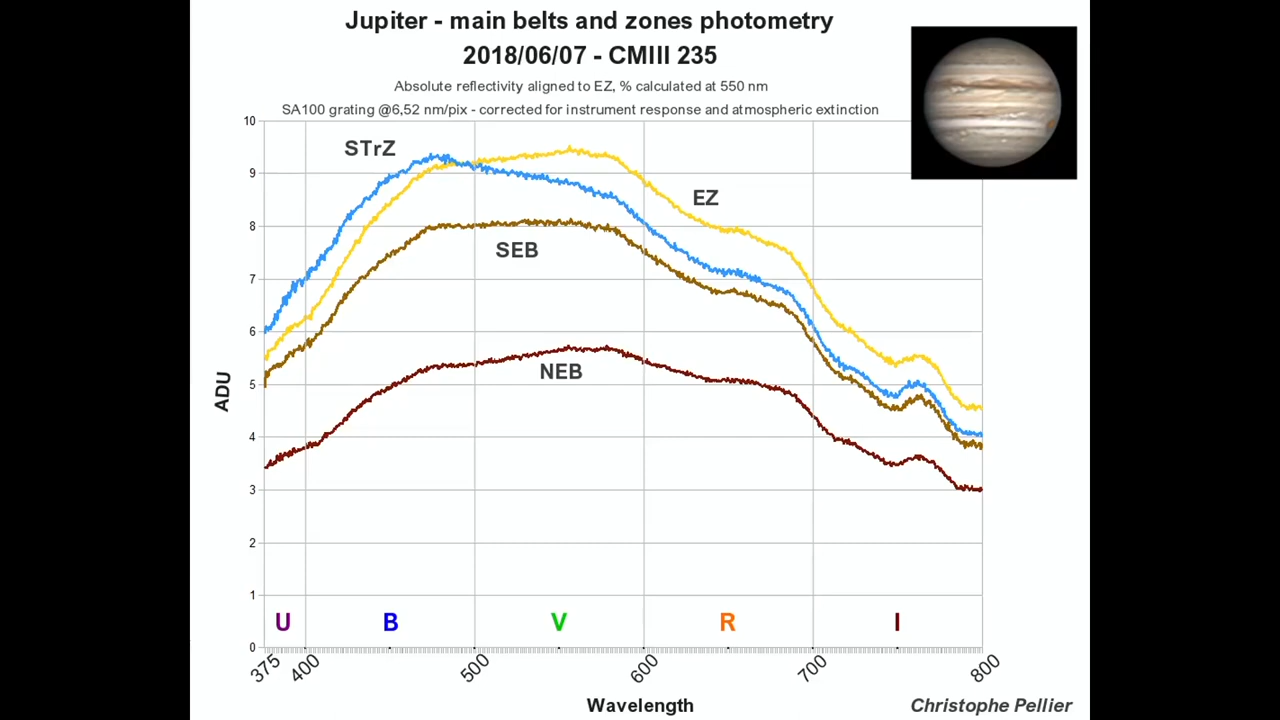 Jupiter - main belts and zones photometry
2018/06/07 - CMIII 235
Absolute reflectivity aligned to EZ, % calculated at 550 nm
SA100 grating @6,52 nm/pix - corrected for instrument response and atmospheric extinction
10
STrZ
9
EZ
8
SEB
7
6
5
NEB
ADU
4
3
2
1
U B V R I
0
375 400 500 600 700 800
Wavelength
Christophe Pellier